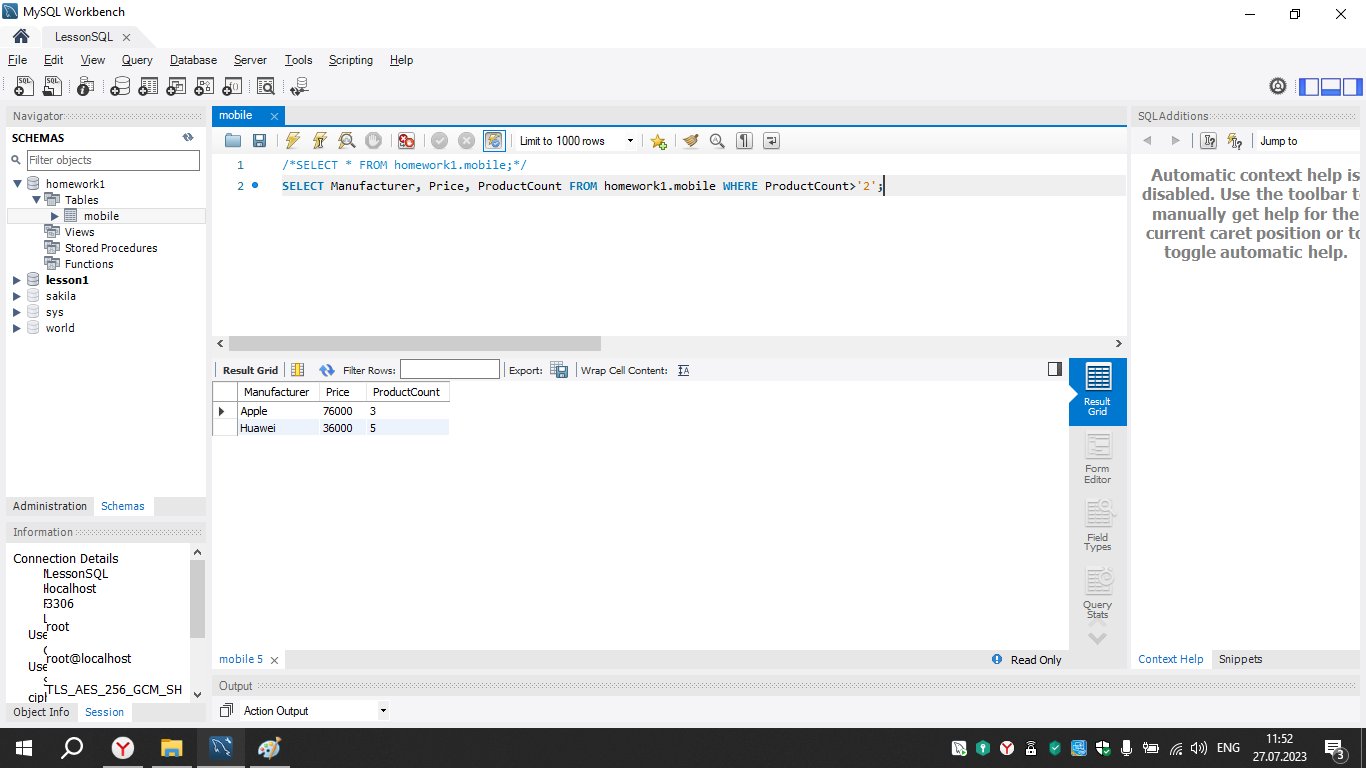 MySQL Workbench
LessonSQL
File Edit View Query Database Server Tools Scripting Help
Navigator
SCHEMAS
Filter objects
homework1
Tables
mobile
Views
Stored Procedures
Functions
lesson1
sakila
sys
world
Administration Schemas
Information
Connection Details
LessonSQL
localhost
3306
root
Use
root@localhost
Use
TLS_AES_256_GCM_SH
ciph
Object Info Session
mobile
Limit to 1000 rows
1 /*SELECT * FROM homework1.mobile;*/
2 SELECT Manufacturer, Price, ProductCount FROM homework1.mobile WHERE ProductCount>'2';
Result Grid Filter Rows: Export: Wrap Cell Content:
Manufacturer Price ProductCount
Apple 76000 3
Huawei 36000 5
Result
Grid
Form
Editor
Field
Types
Query
Stats
mobile 5 Read Only
Output
Action Output
SQLAdditions
Jump to
Automatic context help is
disabled. Use the toolbar t
manually get help for the
current caret position or to
toggle automatic help.
Context Help Snippets
ENG
11:52
27.07.2023
3